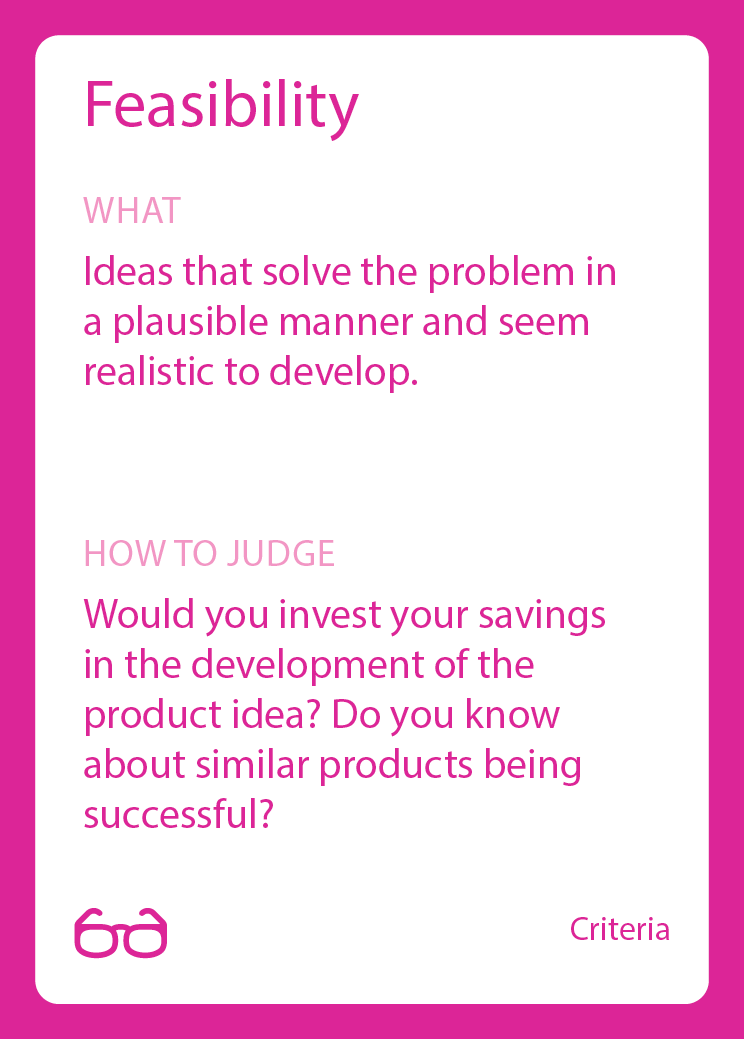 Feasibility
WHAT
Ideas that solve the problem in
a plausible manner and seem
realistic to develop.
HOW TO JUDGE
Would you invest your savings
in the development of the
product idea? Do you know
about similar products being
successful?
Criteria